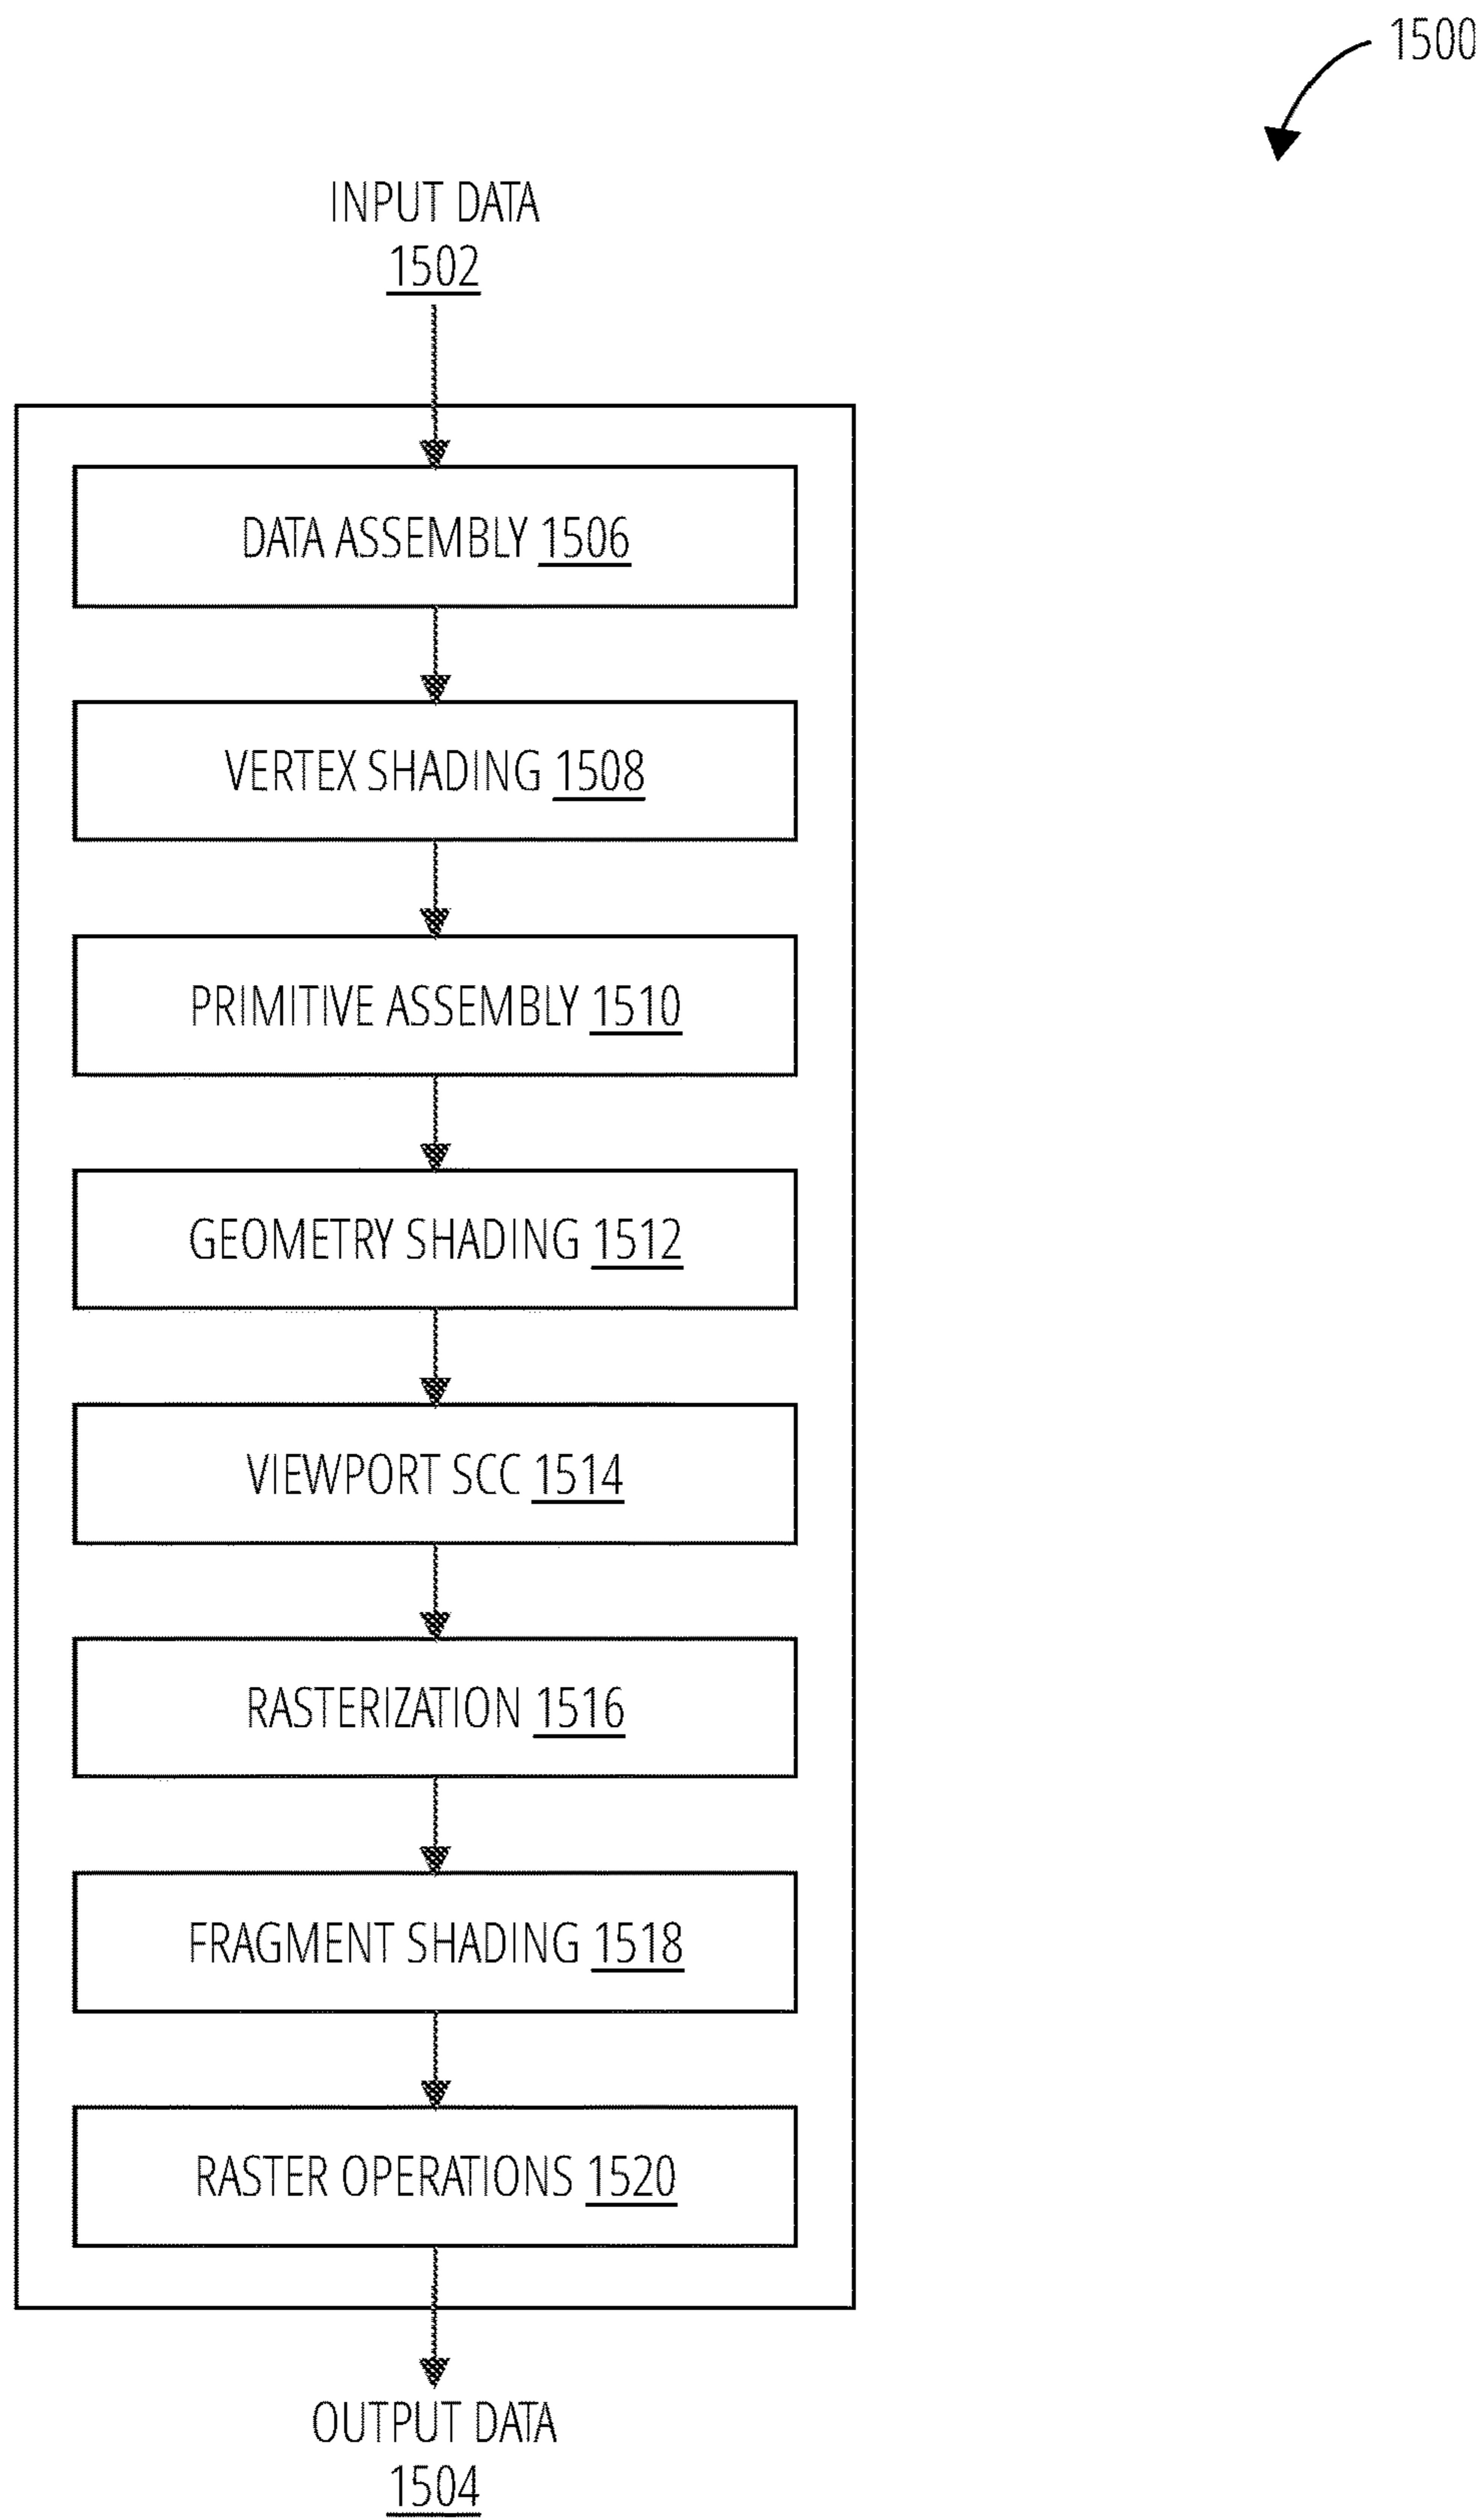 1500
INPUT DATA
1502
DATA ASSEMBLY 1506
VERTEX SHADING 1508
PRIMITIVE ASSEMBLY 1510
GEOMETRY SHADING 1512
VIEWPORT SCC 1514
RASTERIZATION 1516
FRAGMENT SHADING 1518
RASTER OPERATIONS 1520
OUTPUT DATA
1504